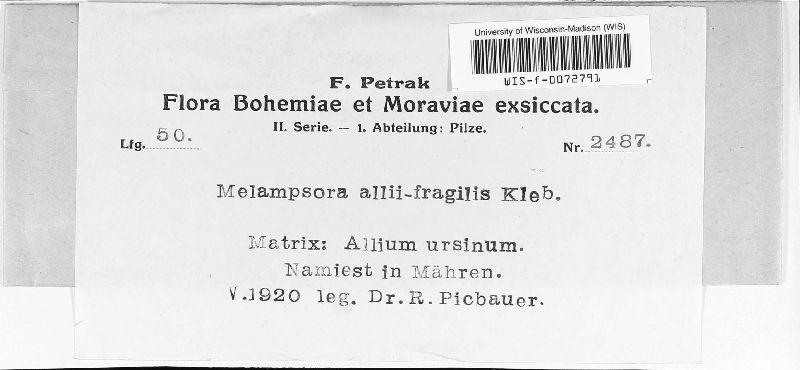 University of Wisconsin-Madison (WIS)
WIS-f-0072791
F. Petrak
Flora Bohemiae et Moraviae exsiccata.
II. Serie. — 1. Abteilung: Pilze.
Lfg. 50.
Nr. 2487.
Melampsora allii-fragilis Kleb.
Matrix: Allium ursinum.
Namiest in Mähren.
V.1920 leg. Dr. R. Picbauer.